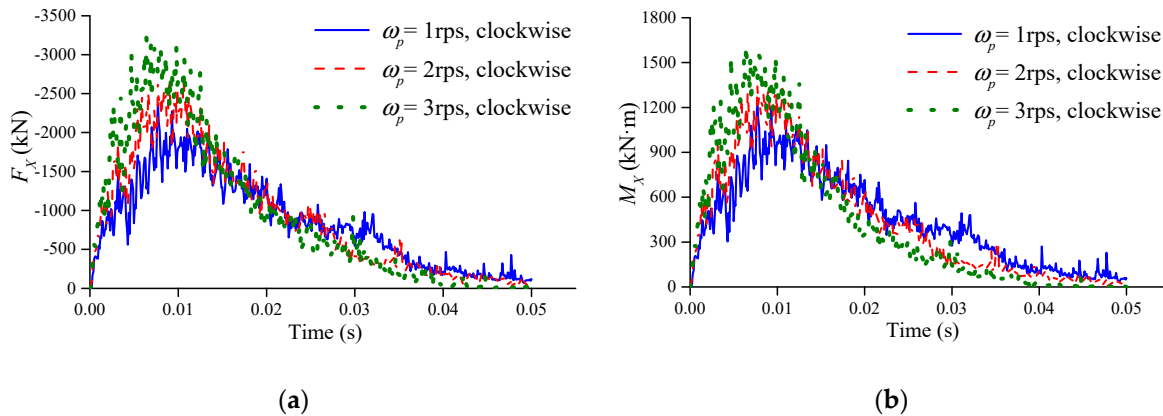 -3500
-3000
-2500
-2000
-1500
-1000
-500
0
F_X (kN)
0.00 0.01 0.02 0.03 0.04 0.05
Time (s)
ω_p = 1rps, clockwise
ω_p = 2rps, clockwise
ω_p = 3rps, clockwise
(a)
1800
1500
1200
900
600
300
0
M_X (kN·m)
0.00 0.01 0.02 0.03 0.04 0.05
Time (s)
ω_p = 1rps, clockwise
ω_p = 2rps, clockwise
ω_p = 3rps, clockwise
(b)